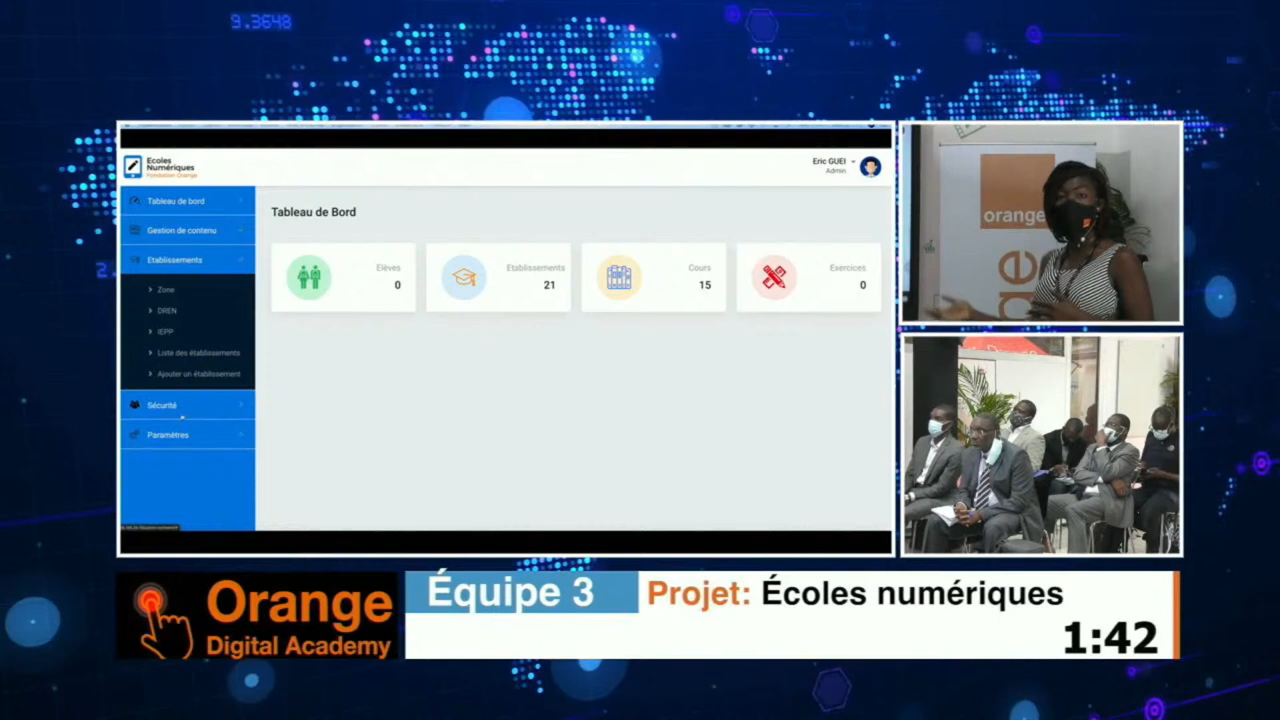 9.3648
2.
Ecoles
Numériques
Fondation Orange
Eric GUEI
Admin
Tableau de bord
Gestion de contenu
Etablissements
Zone
DREN
IEPP
Liste des établissements
Ajouter un établissement
Sécurité
Paramètres
Tableau de Bord
Elèves
0
Etablissements
21
Cours
15
Exercices
0
orange
ge
Orange
Digital Academy
Équipe 3
Projet: Écoles numériques
1:42